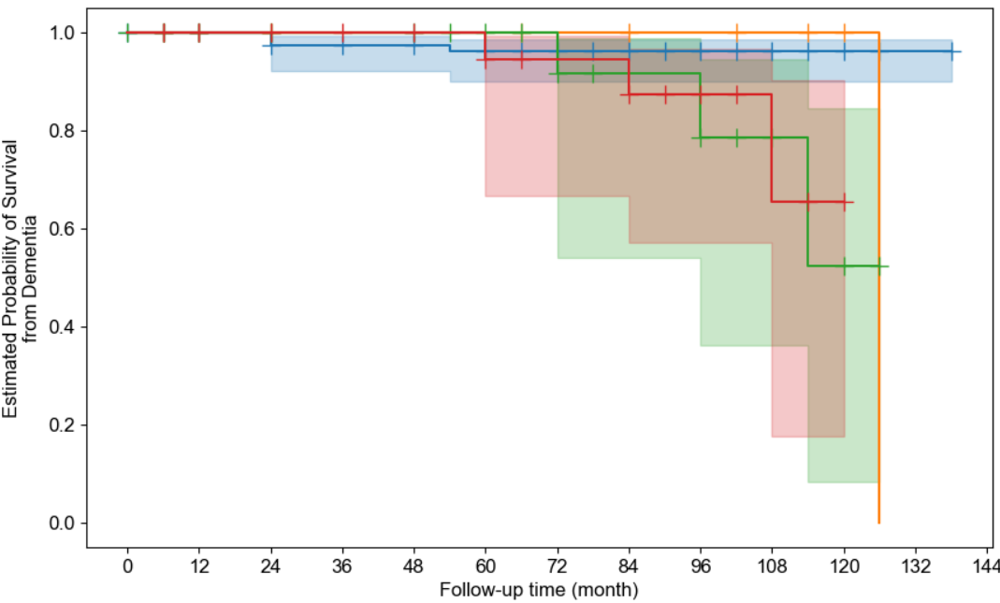 Estimated Probability of Survival
from Dementia
1.0
0.8
0.6
0.4
0.2
0.0
0 12 24 36 48 60 72 84 96 108 120 132 144
Follow-up time (month)